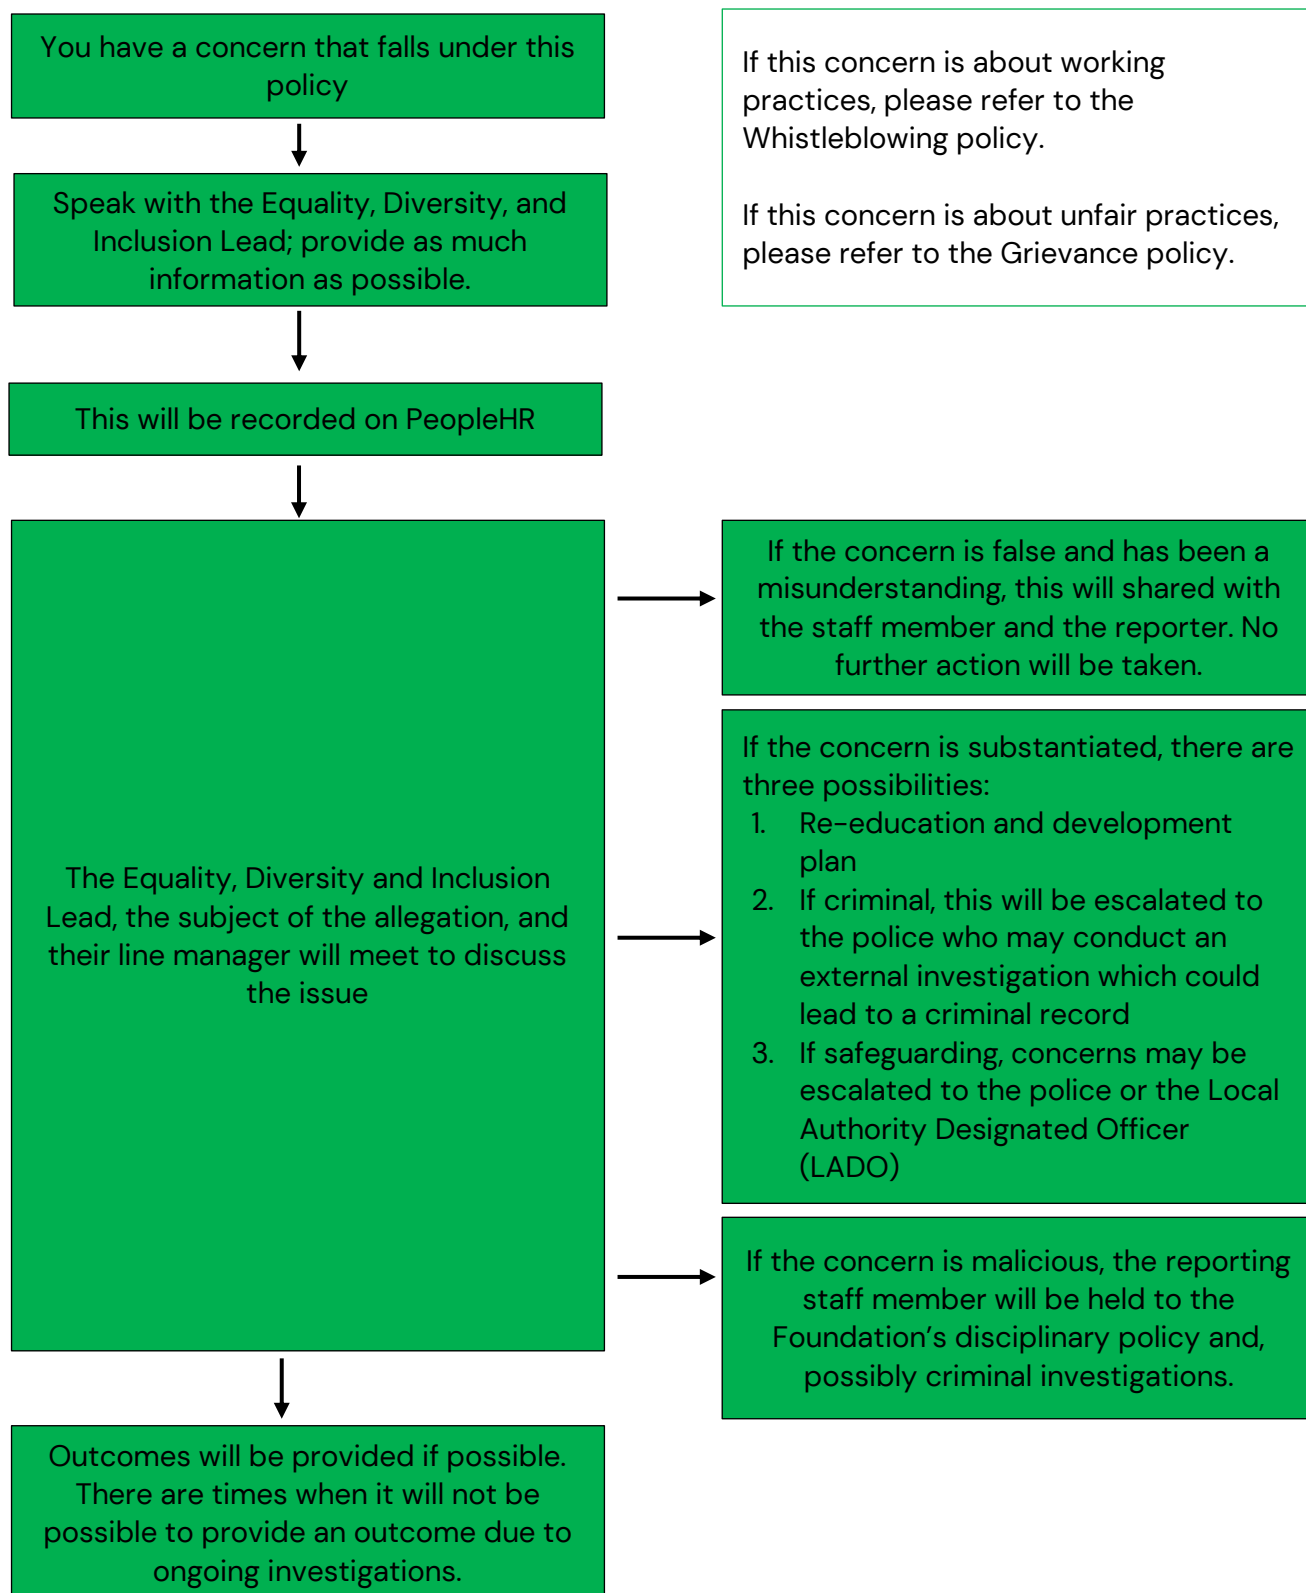 You have a concern that falls under this
policy
If this concern is about working
practices, please refer to the
Whistleblowing policy.
If this concern is about unfair practices,
please refer to the Grievance policy.
Speak with the Equality, Diversity, and
Inclusion Lead; provide as much
information as possible.
This will be recorded on PeopleHR
The Equality, Diversity and Inclusion
Lead, the subject of the allegation, and
their line manager will meet to discuss
the issue
If the concern is false and has been a
misunderstanding, this will shared with
the staff member and the reporter. No
further action will be taken.
If the concern is substantiated, there are
three possibilities:
1. Re-education and development
plan
2. If criminal, this will be escalated to
the police who may conduct an
external investigation which could
lead to a criminal record
3. If safeguarding, concerns may be
escalated to the police or the Local
Authority Designated Officer
(LADO)
If the concern is malicious, the reporting
staff member will be held to the
Foundation’s disciplinary policy and,
possibly criminal investigations.
Outcomes will be provided if possible.
There are times when it will not be
possible to provide an outcome due to
ongoing investigations.